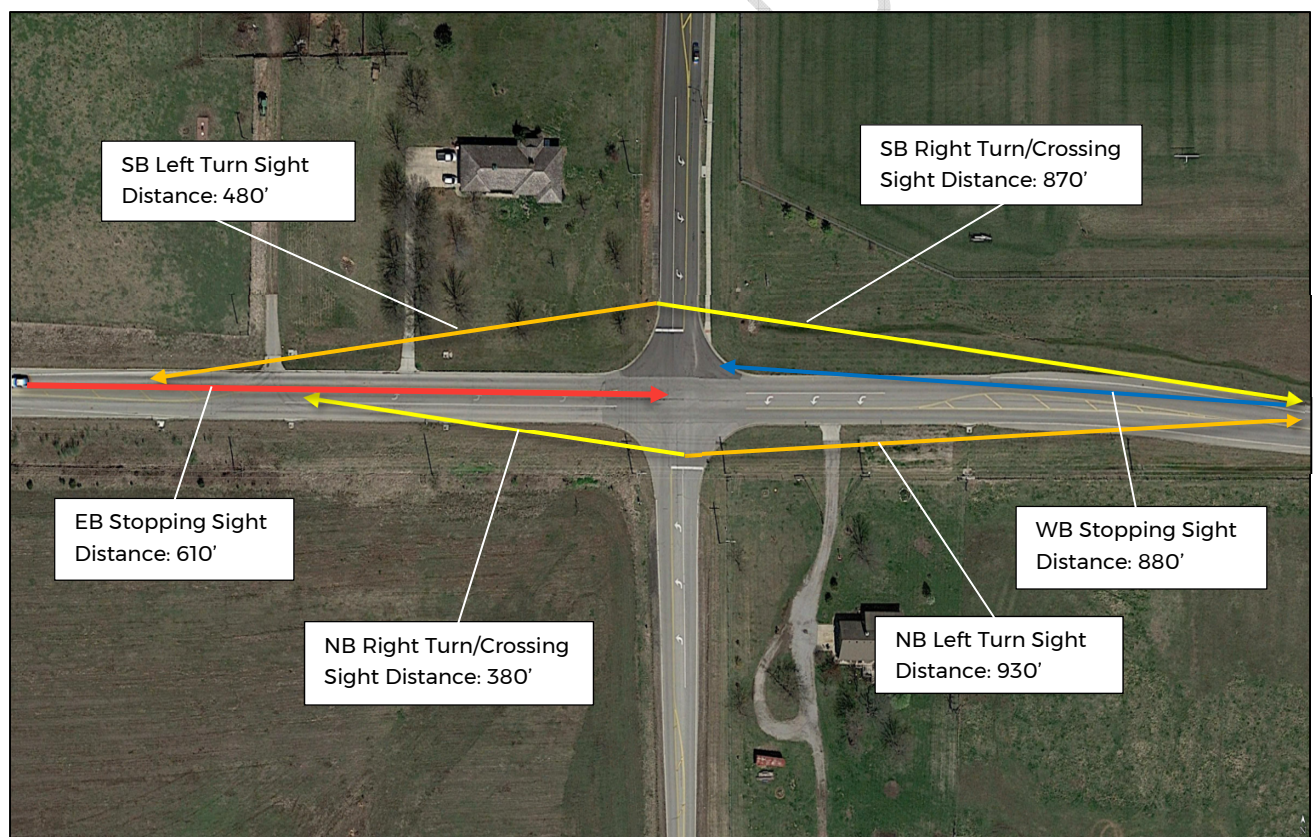 SB Left Turn Sight
Distance: 480’
SB Right Turn/Crossing
Sight Distance: 870’
EB Stopping Sight
Distance: 610’
WB Stopping Sight
Distance: 880’
NB Right Turn/Crossing
Sight Distance: 380’
NB Left Turn Sight
Distance: 930’